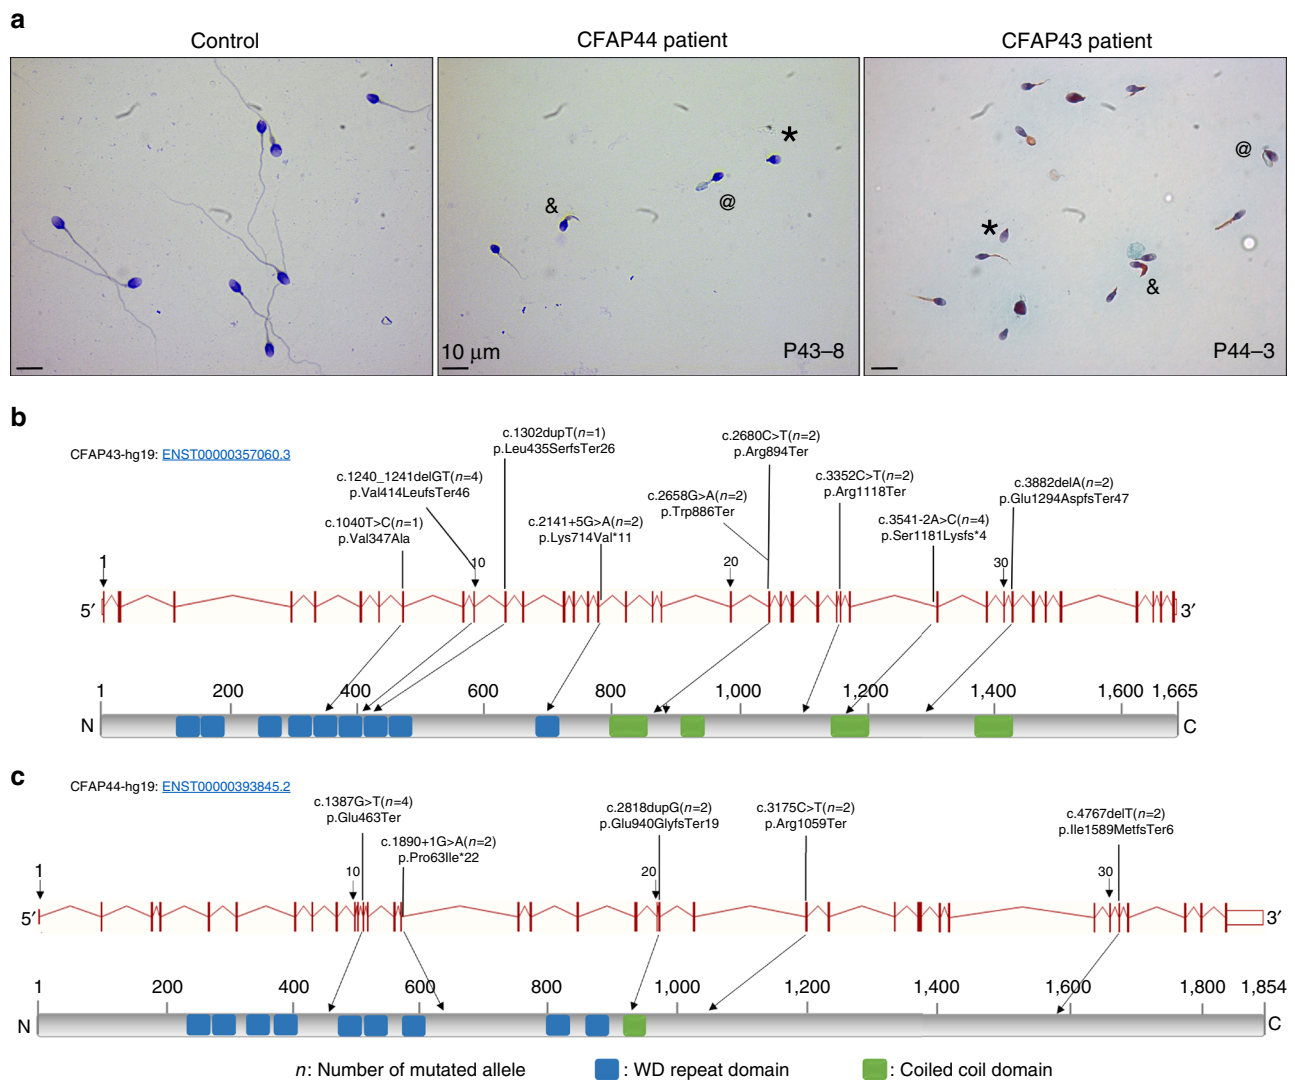 a
Control
CFAP44 patient
CFAP43 patient
*
@
&
10 µm
P43–8
@
*
&
P44–3
b
CFAP43-hg19: ENST00000357060.3
c.1302dupT(n=1)
p.Leu435SerfsTer26
c.2680C>T(n=2)
p.Arg894Ter
c.1240_1241delGT(n=4)
p.Val414LeufsTer46
c.3352C>T(n=2)
p.Arg1118Ter
c.3882delA(n=2)
p.Glu1294AspfsTer47
c.2658G>A(n=2)
p.Trp886Ter
c.1040T>C(n=1)
p.Val347Ala
c.2141+5G>A(n=2)
p.Lys714Val*11
c.3541-2A>C(n=4)
p.Ser1181Lysfs*4
1
10
20
30
5′
3′
1 200 400 600 800 1,000 1,200 1,400 1,600 1,665
N
C
c
CFAP44-hg19: ENST00000393845.2
c.1387G>T(n=4)
p.Glu463Ter
c.2818dupG(n=2)
p.Glu940GlyfsTer19
c.3175C>T(n=2)
p.Arg1059Ter
c.4767delT(n=2)
p.Ile1589MetfsTer6
c.1890+1G>A(n=2)
p.Pro63Ile*22
1
10
20
30
5′
3′
1 200 400 600 800 1,000 1,200 1,400 1,600 1,800 1,854
N
C
n: Number of mutated allele
: WD repeat domain
: Coiled coil domain